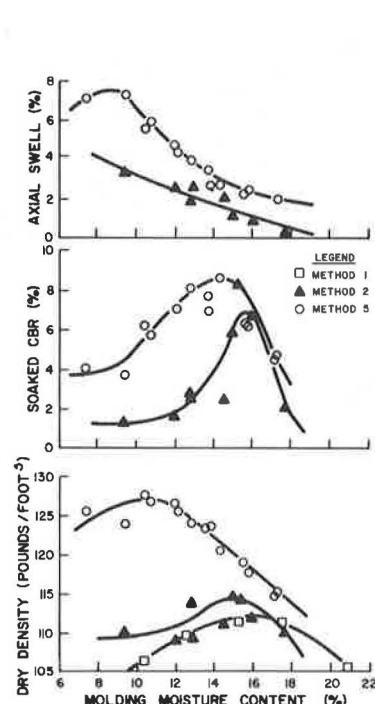 8
6
4
2
0
AXIAL SWELL (%)
10
8
6
4
2
0
SOAKED CBR (%)
LEGEND
METHOD 1
METHOD 2
METHOD 5
130
125
120
115
110
105
DRY DENSITY (POUNDS/FOOT³)
6 8 10 12 14 16 18 20 22
MOLDING MOISTURE CONTENT (%)